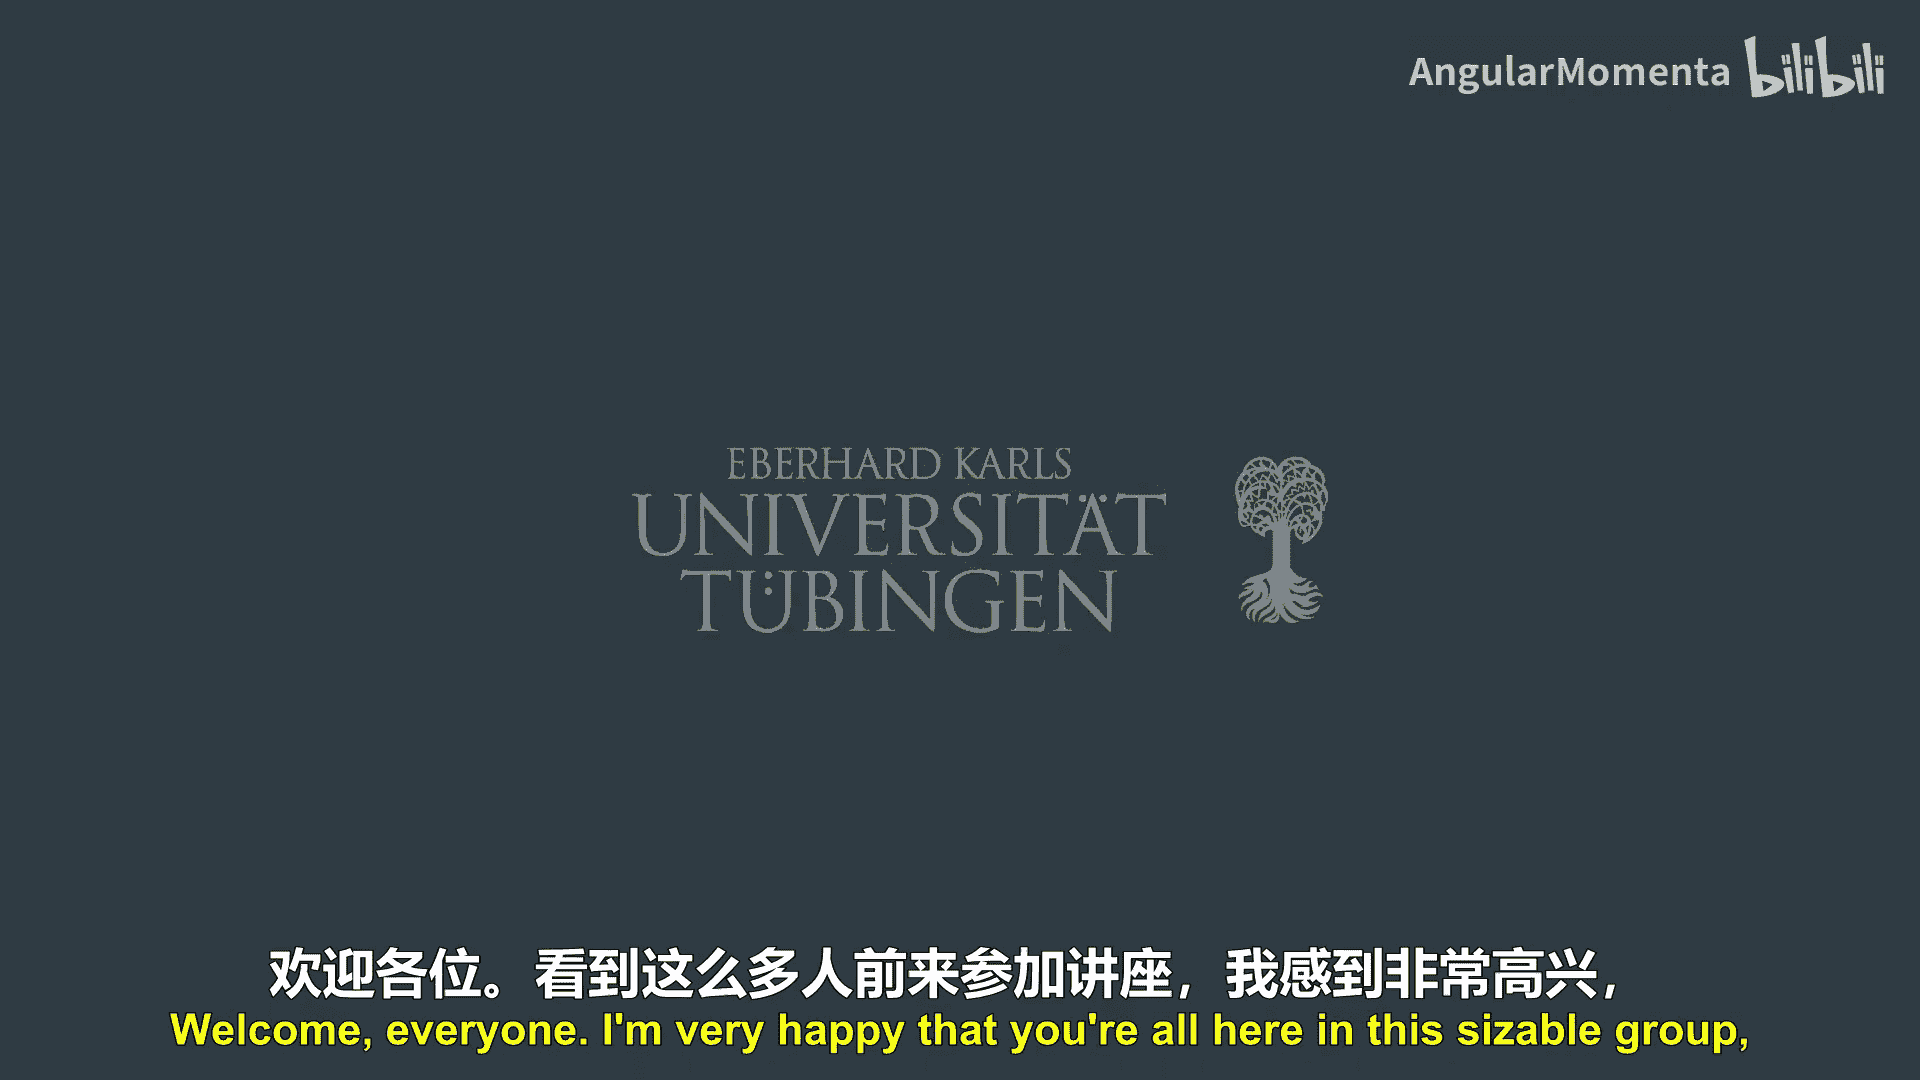 AngularMomenta bilibili
EBERHARD KARLS
UNIVERSITÄT
TÜBINGEN
欢迎各位。看到这么多人前来参加讲座，我感到非常高兴，
Welcome, everyone. I'm very happy that you're all here in this sizable group,